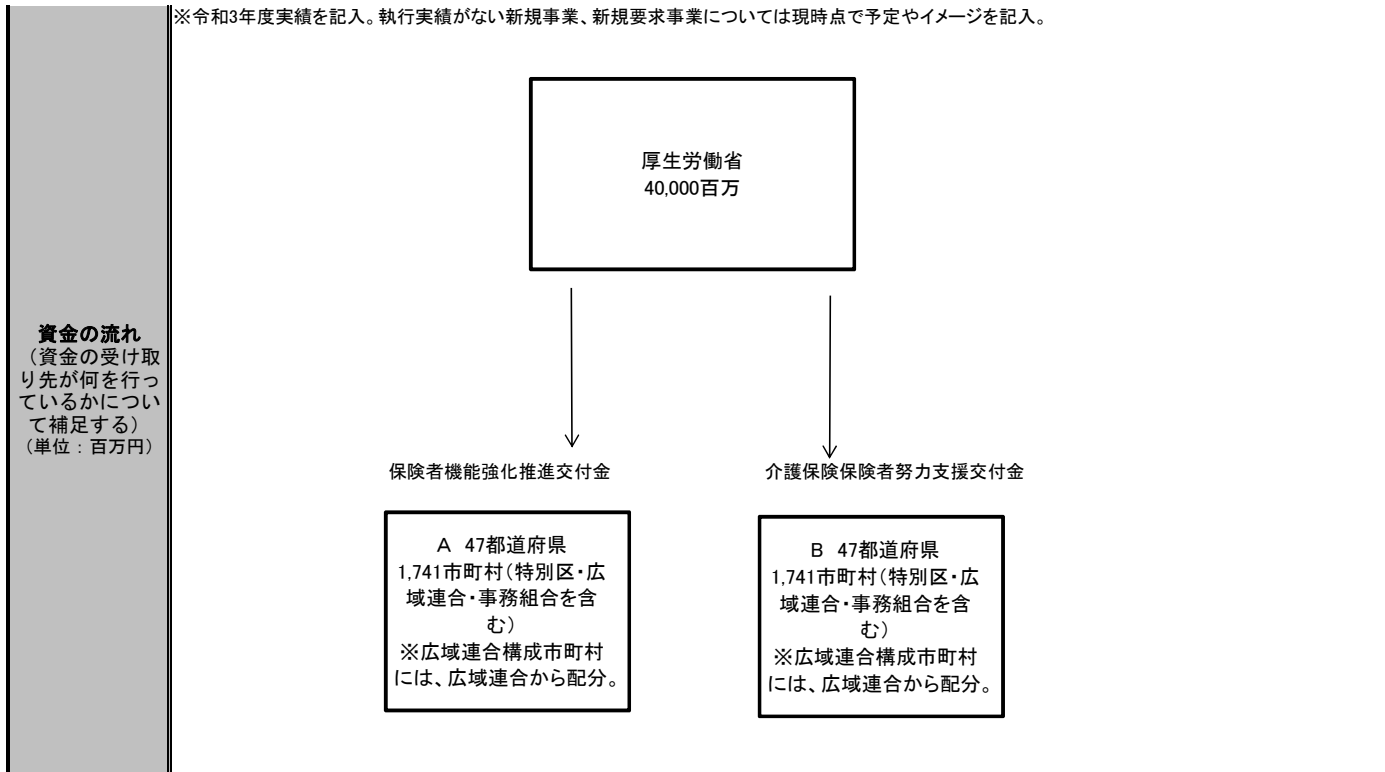 ※令和3年度実績を記入。執行実績がない新規事業、新規要求事業については現時点で予定やイメージを記入。
資金の流れ
（資金の受け取
り先が何を行っ
ているかについ
て補足する）
（単位：百万円）
厚生労働省
40,000百万
保険者機能強化推進交付金
介護保険保険者努力支援交付金
A　47都道府県
1,741市町村（特別区・広
域連合・事務組合を含
む）
※広域連合構成市町村
には、広域連合から配分。
B　47都道府県
1,741市町村（特別区・広
域連合・事務組合を含
む）
※広域連合構成市町村
には、広域連合から配分。